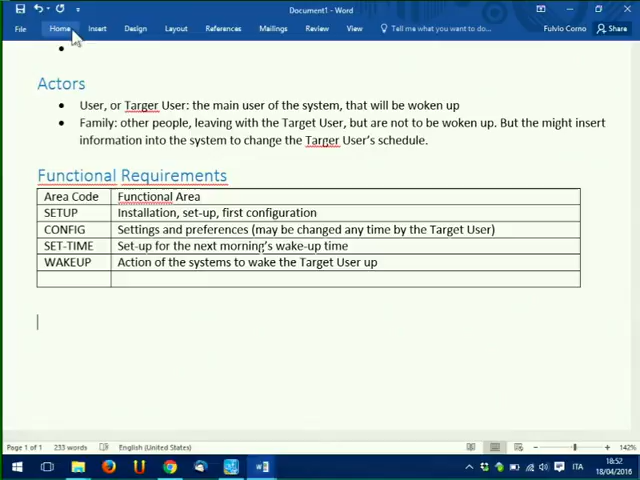 Document1 - Word
File Home Insert Design Layout References Mailings Review View Tell me what you want to do... Fulvio Corno Share
Actors
• User, or Targer User: the main user of the system, that will be woken up
• Family: other people, leaving with the Target User, but are not to be woken up. But the might insert
information into the system to change the Targer User's schedule.
Functional Requirements
Area Code Functional Area
SETUP Installation, set-up, first configuration
CONFIG Settings and preferences (may be changed any time by the Target User)
SET-TIME Set-up for the next morning's wake-up time
WAKEUP Action of the systems to wake the Target User up
Page 1 of 1 233 words English (United States) 142%
ITA 18:52
18/04/2016